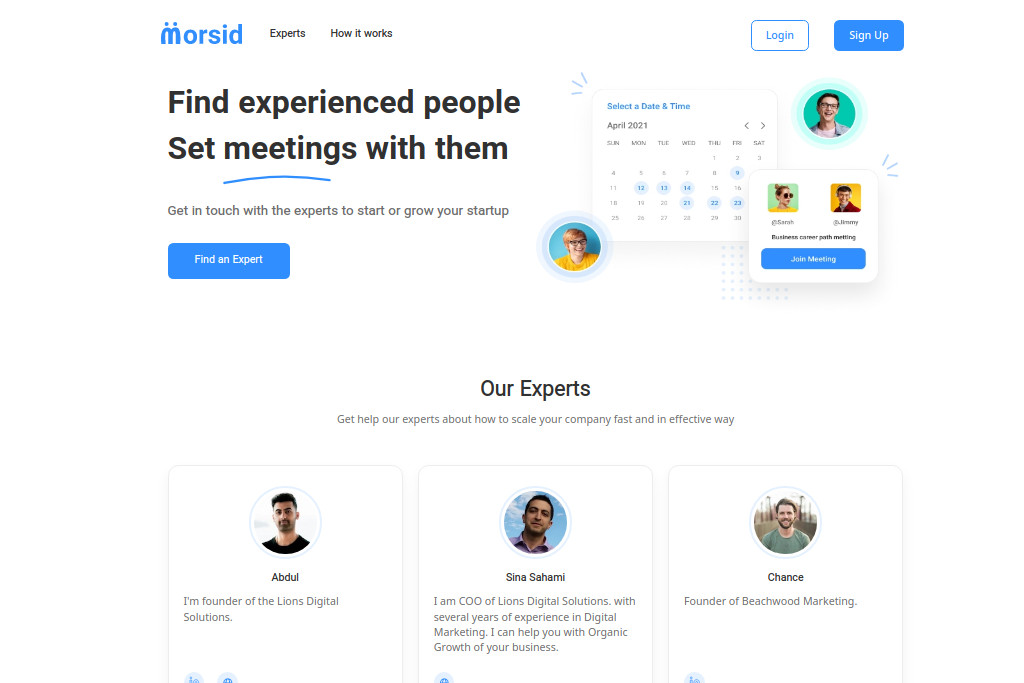 Morsid
Experts
How it works
Login
Sign Up
Find experienced people
Set meetings with them
Get in touch with the experts to start or grow your startup
Find an Expert
Select a Date & Time
April 2021
SUN MON TUE WED THU FRI SAT
1 2 3
4 5 6 7 8 9
11 12 13 14 15 16
18 19 20 21 22 23
25 26 27 28 29 30
@Sarah
@Jimmy
Business career path metting
Join Meeting
Our Experts
Get help our experts about how to scale your company fast and in effective way
Abdul
I'm founder of the Lions Digital
Solutions.
Sina Sahami
I am COO of Lions Digital Solutions. with
several years of experience in Digital
Marketing. I can help you with Organic
Growth of your business.
Chance
Founder of Beachwood Marketing.